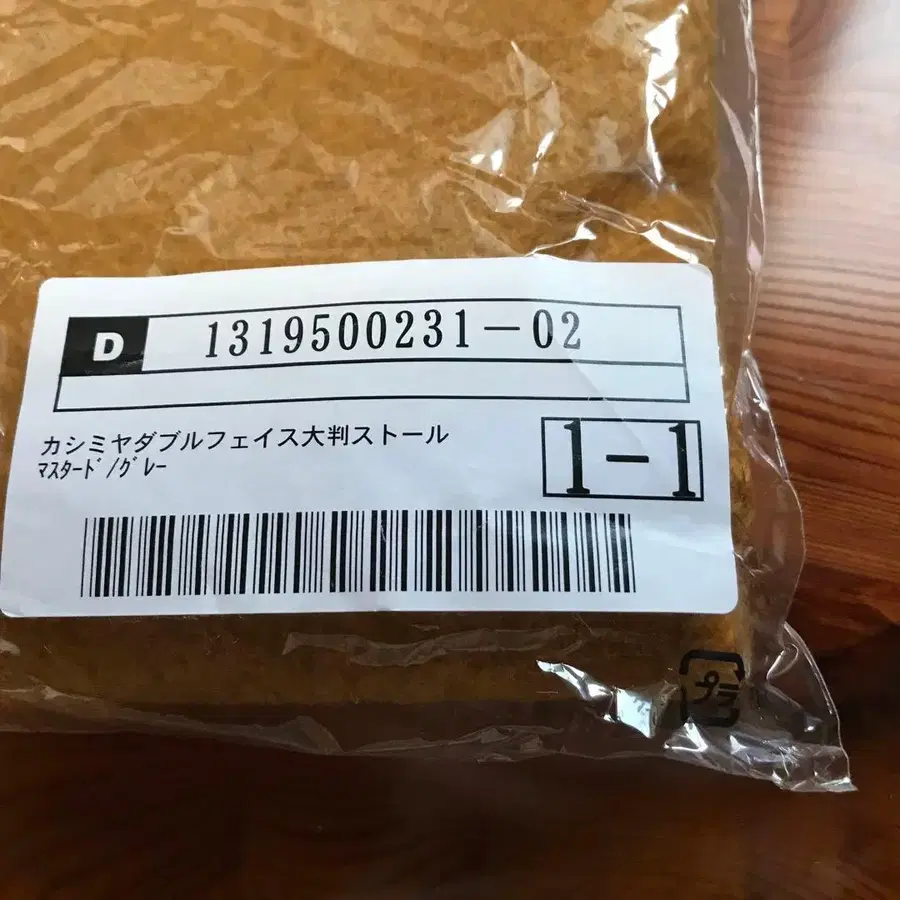 D 1319500231-02
カシミヤダブルフェイス大判ストール
ﾏｽﾀｰﾄﾞ/ｸﾞﾚｰ
1-1
プラ